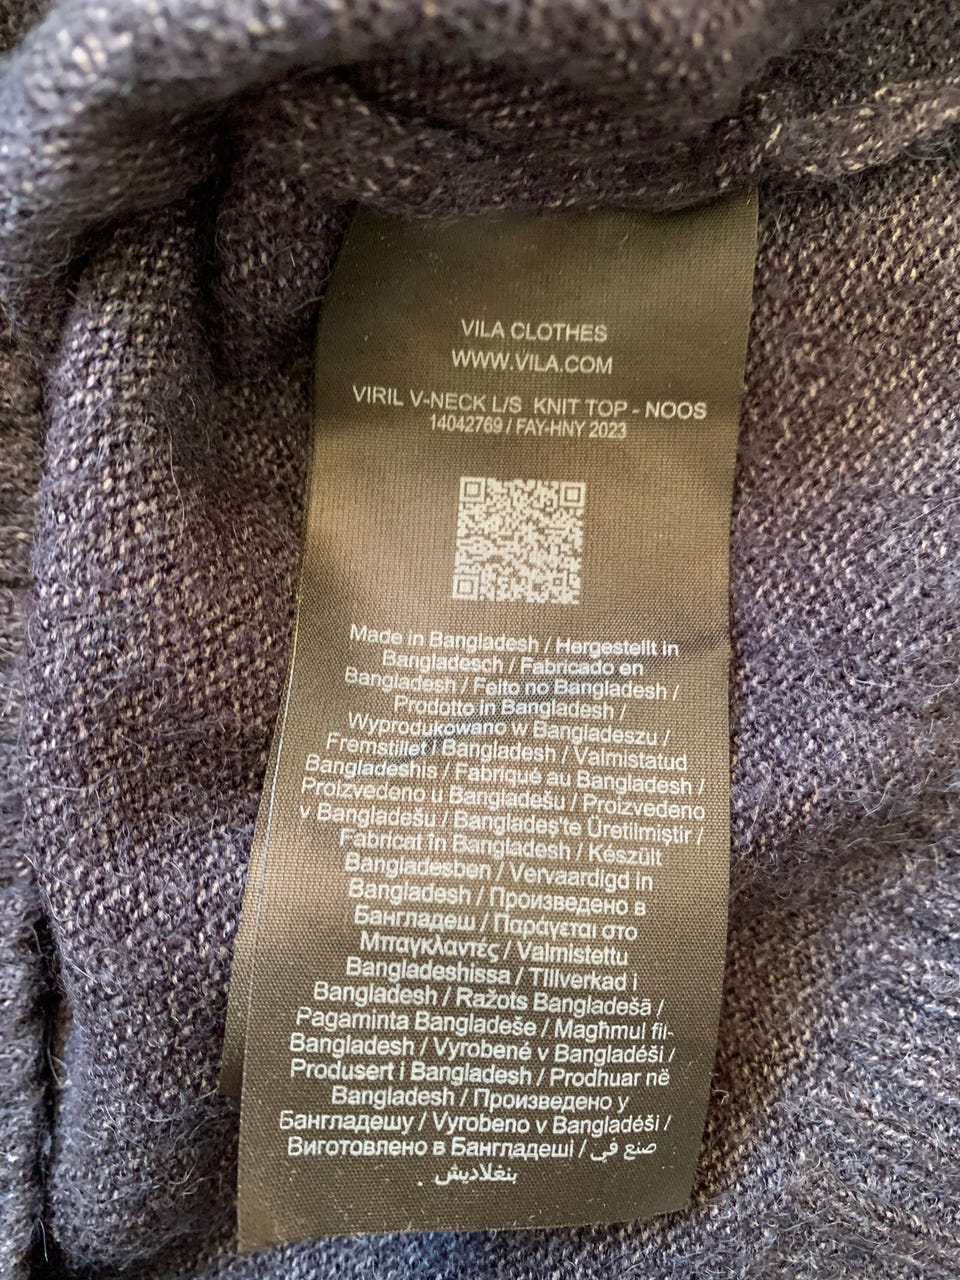 VILA CLOTHES
WWW.VILA.COM
VIRIL V-NECK L/S KNIT TOP - NOOS
14042769 / FAY-HNY 2023
Made in Bangladesh / Hergestellt in
Bangladesch / Fabricado en
Bangladesh / Feito no Bangladesh /
Prodotto in Bangladesh /
Wyprodukowano w Bangladeszu /
Fremstillet i Bangladesh / Valmistatud
Bangladeshis / Fabriqué au Bangladesh /
Proizvedeno u Bangladešu / Proizvedeno
v Bangladešu / Bangladeş'te Üretilmiştir /
Fabricat in Bangladesh / Készült
Bangladesben / Vervaardigd in
Bangladesh / Произведено в
Бангладеш / Παράγεται στο
Μπαγκλαντές / Valmistettu
Bangladeshissa / Tillverkad i
Bangladesh / Ražots Bangladešā /
Pagaminta Bangladeše / Magħmul fil-
Bangladesh / Vyrobené v Bangladéši /
Produsert i Bangladesh / Prodhuar në
Bangladesh / Произведено у
Бангладешу / Vyrobeno v Bangladéši /
Виготовлено в Бангладеші / صنع في
بنغلاديش